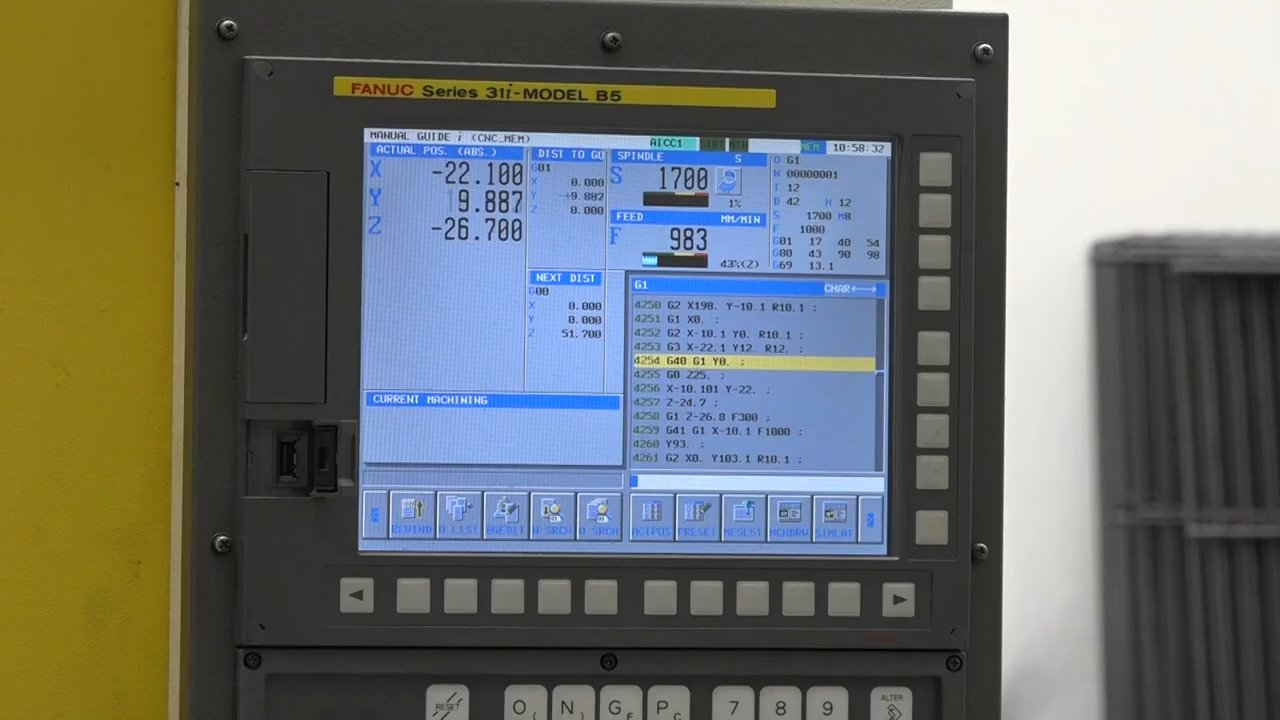 FANUC Series 31i-MODEL B5
MANUAL GUIDE i (CNC_MEM)
AICC1
MEM
10:58:32
ACTUAL POS. (ABS.)
X -22.100
Y 9.887
Z -26.700
DIST TO GO
G01
X 0.000
Y -9.887
Z 0.000
NEXT DIST
G00
X 0.000
Y 0.000
Z 51.700
SPINDLE S
S 1700
1%
FEED MM/MIN
F 983
43%(Z)
O G1
N 00000001
T 12
D 42 H 12
S 1700 M8
F 1000
G01 17 40 54
G80 43 90 98
G69 13.1
G1 CHAR←→
4250 G2 X198. Y-10.1 R10.1 ;
4251 G1 X0. ;
4252 G2 X-10.1 Y0. R10.1 ;
4253 G3 X-22.1 Y12. R12. ;
4254 G40 G1 Y0. ;
4255 G0 Z25. ;
4256 X-10.101 Y-22. ;
4257 Z-24.7 ;
4258 G1 Z-26.8 F300 ;
4259 G41 G1 X-10.1 F1000 ;
4260 Y93. ;
4261 G2 X0. Y103.1 R10.1 ;
CURRENT MACHINING
REWIND O LIST BGEDIT N SRCH O SRCH ACTPOS PRESET MESLST MCHDRW SIMLAT
RESET O( N) G P 7 8 9 ALTER